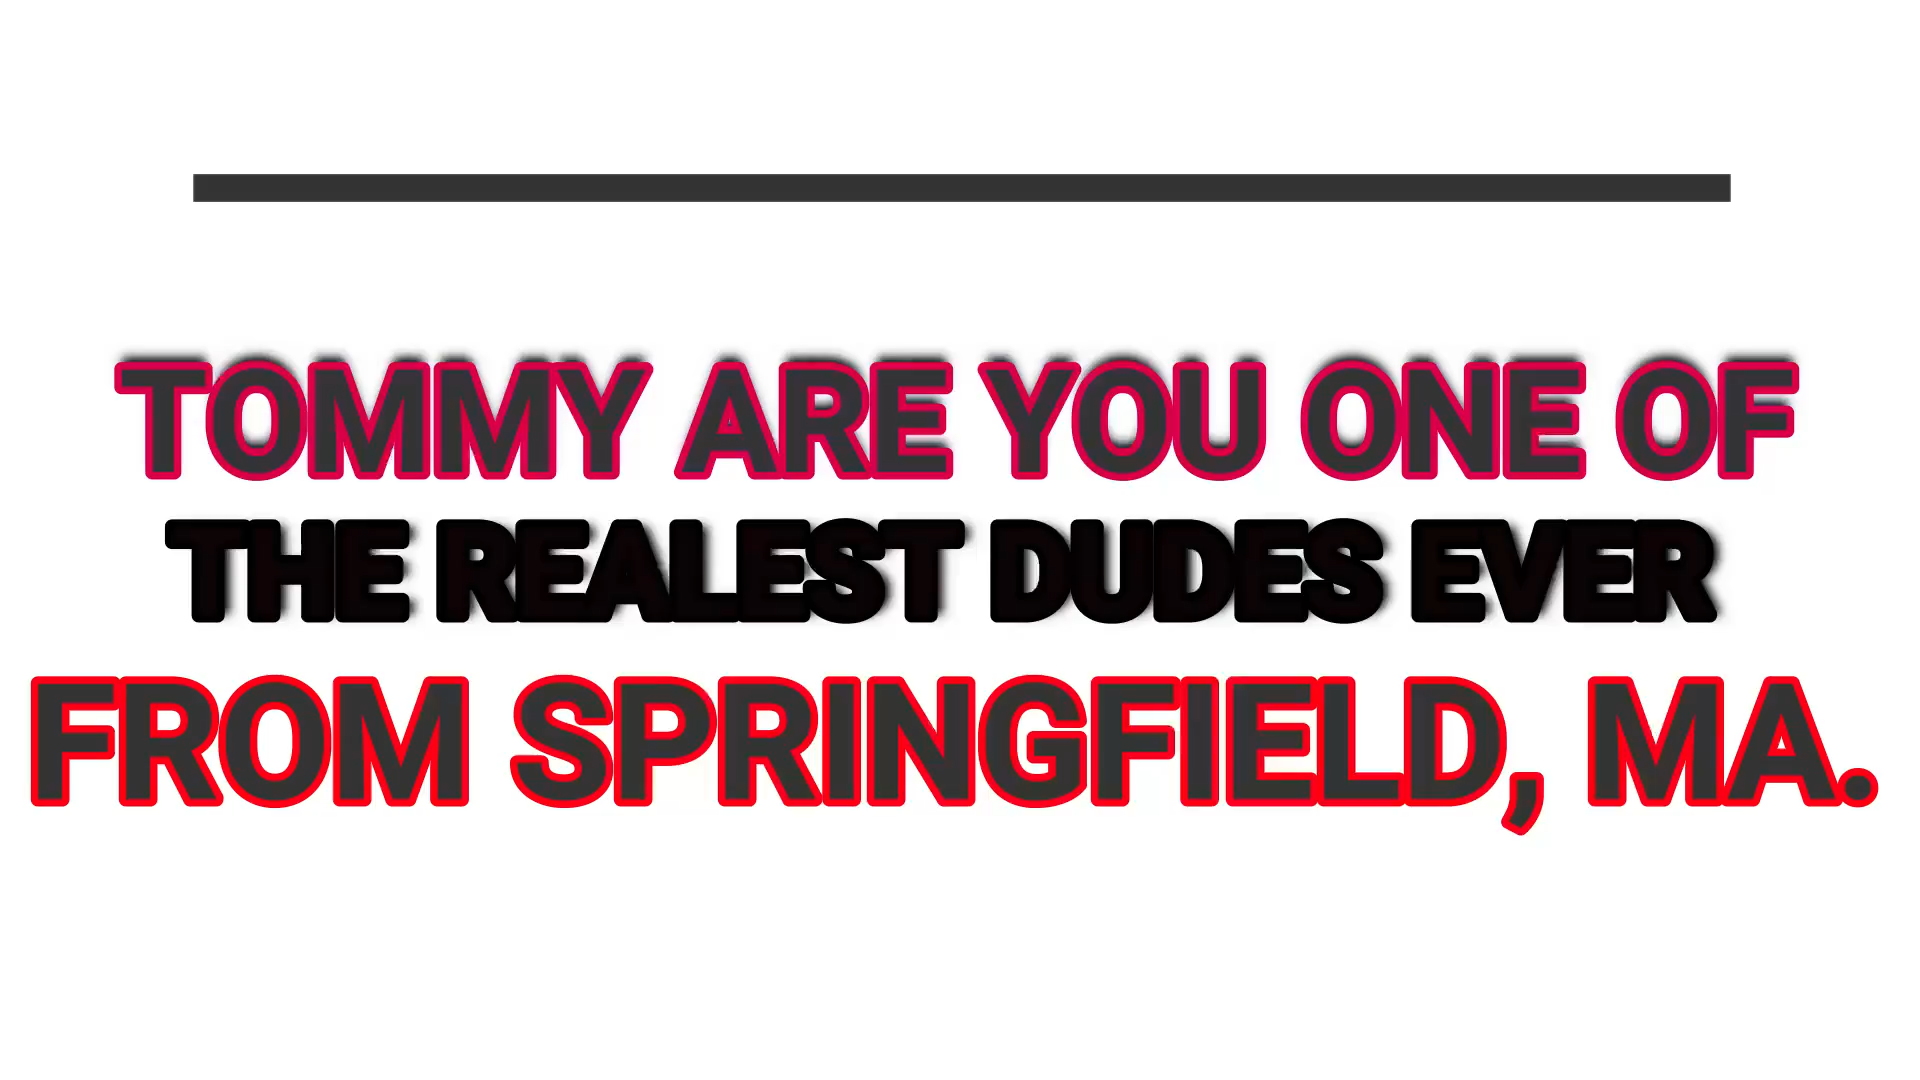 TOMMY ARE YOU ONE OF
THE REALEST DUDES EVER
FROM SPRINGFIELD, MA.